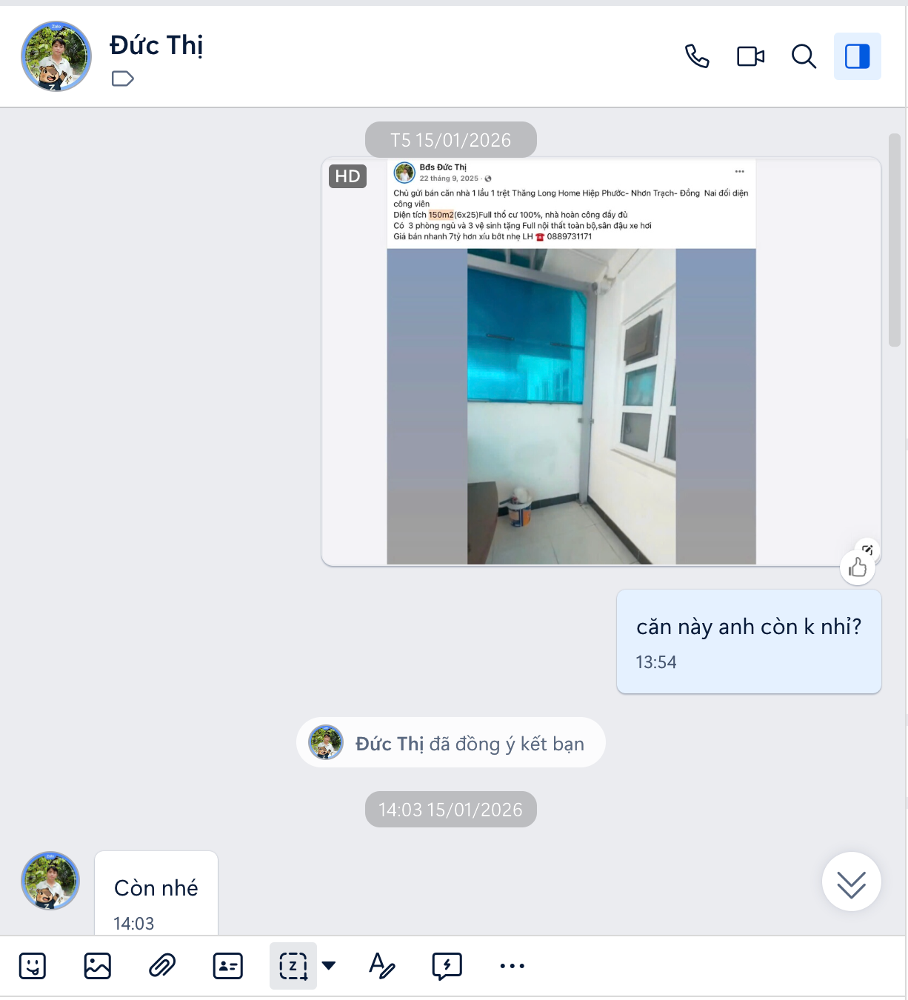 Đức Thị
T5 15/01/2026
HD
Bđs Đức Thị
22 tháng 9, 2025 ·
Chủ gửi bán căn nhà 1 lầu 1 trệt Thăng Long Home Hiệp Phước- Nhơn Trạch- Đồng Nai đối diện
công viên
Diện tích 150m2(6x25)Full thổ cư 100%, nhà hoàn công đầy đủ
Có 3 phòng ngủ và 3 vệ sinh tặng Full nội thất toàn bộ,sân đậu xe hơi
Giá bán nhanh 7tỷ hơn xíu bớt nhẹ LH ☎️ 0889731171
căn này anh còn k nhỉ?
13:54
Đức Thị đã đồng ý kết bạn
14:03 15/01/2026
Còn nhé
14:03